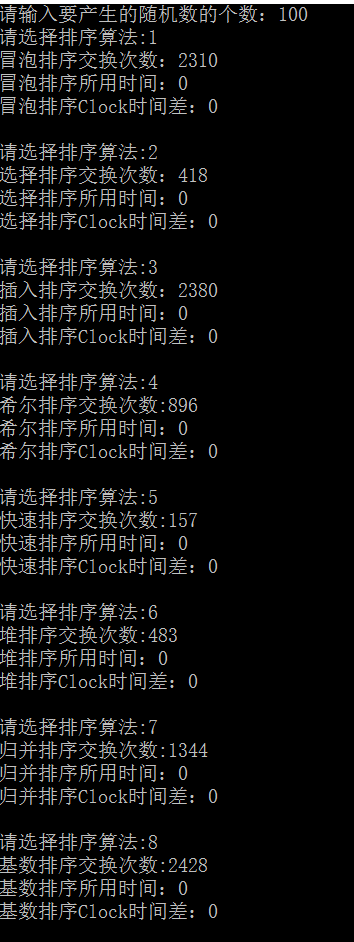 请输入要产生的随机数的个数：100
请选择排序算法:1
冒泡排序交换次数：2310
冒泡排序所用时间：0
冒泡排序Clock时间差：0
请选择排序算法:2
选择排序交换次数：418
选择排序所用时间：0
选择排序Clock时间差：0
请选择排序算法:3
插入排序交换次数：2380
插入排序所用时间：0
插入排序Clock时间差：0
请选择排序算法:4
希尔排序交换次数:896
希尔排序所用时间：0
希尔排序Clock时间差：0
请选择排序算法:5
快速排序交换次数:157
快速排序所用时间：0
快速排序Clock时间差：0
请选择排序算法:6
堆排序交换次数:483
堆排序所用时间：0
堆排序Clock时间差：0
请选择排序算法:7
归并排序交换次数:1344
归并排序所用时间：0
归并排序Clock时间差：0
请选择排序算法:8
基数排序交换次数:2428
基数排序所用时间：0
基数排序Clock时间差：0